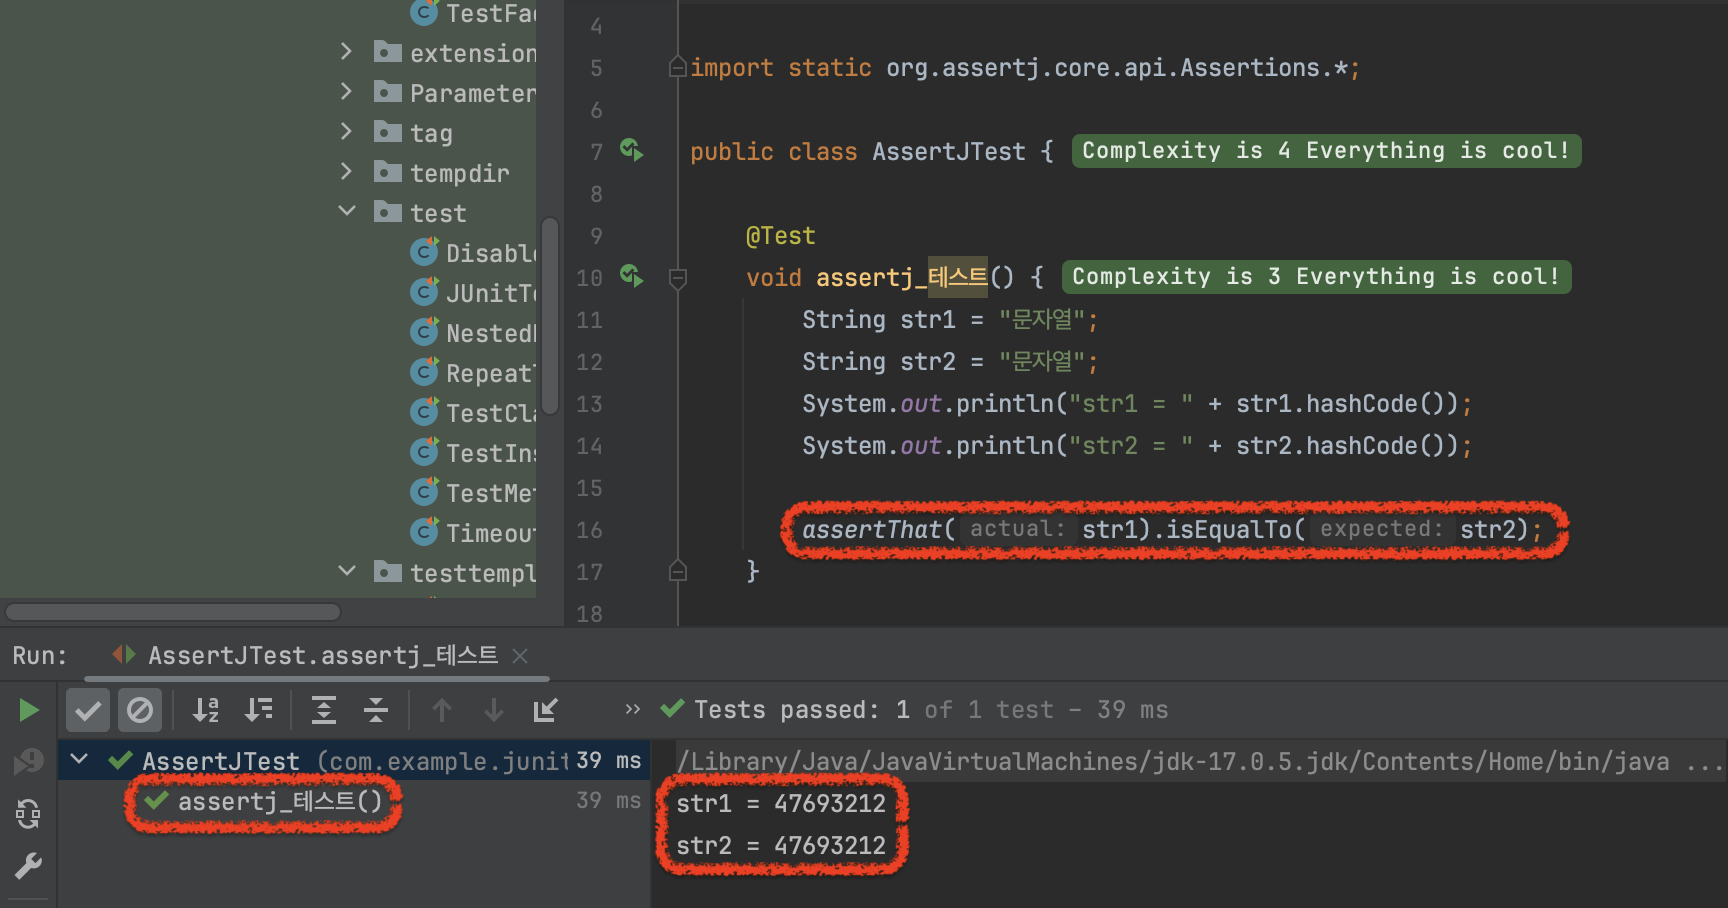 TestFac
extension
Parameter
tag
tempdir
test
Disable
JUnitTe
Nested
Repeat
TestCla
TestIns
TestMet
Timeout
testtempl
4
5 import static org.assertj.core.api.Assertions.*;
6
7 public class AssertJTest { Complexity is 4 Everything is cool!
8
9 @Test
10 void assertj_테스트() { Complexity is 3 Everything is cool!
11 String str1 = "문자열";
12 String str2 = "문자열";
13 System.out.println("str1 = " + str1.hashCode());
14 System.out.println("str2 = " + str2.hashCode());
15
16 assertThat( actual: str1).isEqualTo( expected: str2);
17 }
18
Run: AssertJTest.assertj_테스트
Tests passed: 1 of 1 test – 39 ms
AssertJTest (com.example.junit 39 ms
assertj_테스트() 39 ms
/Library/Java/JavaVirtualMachines/jdk-17.0.5.jdk/Contents/Home/bin/java ...
str1 = 47693212
str2 = 47693212